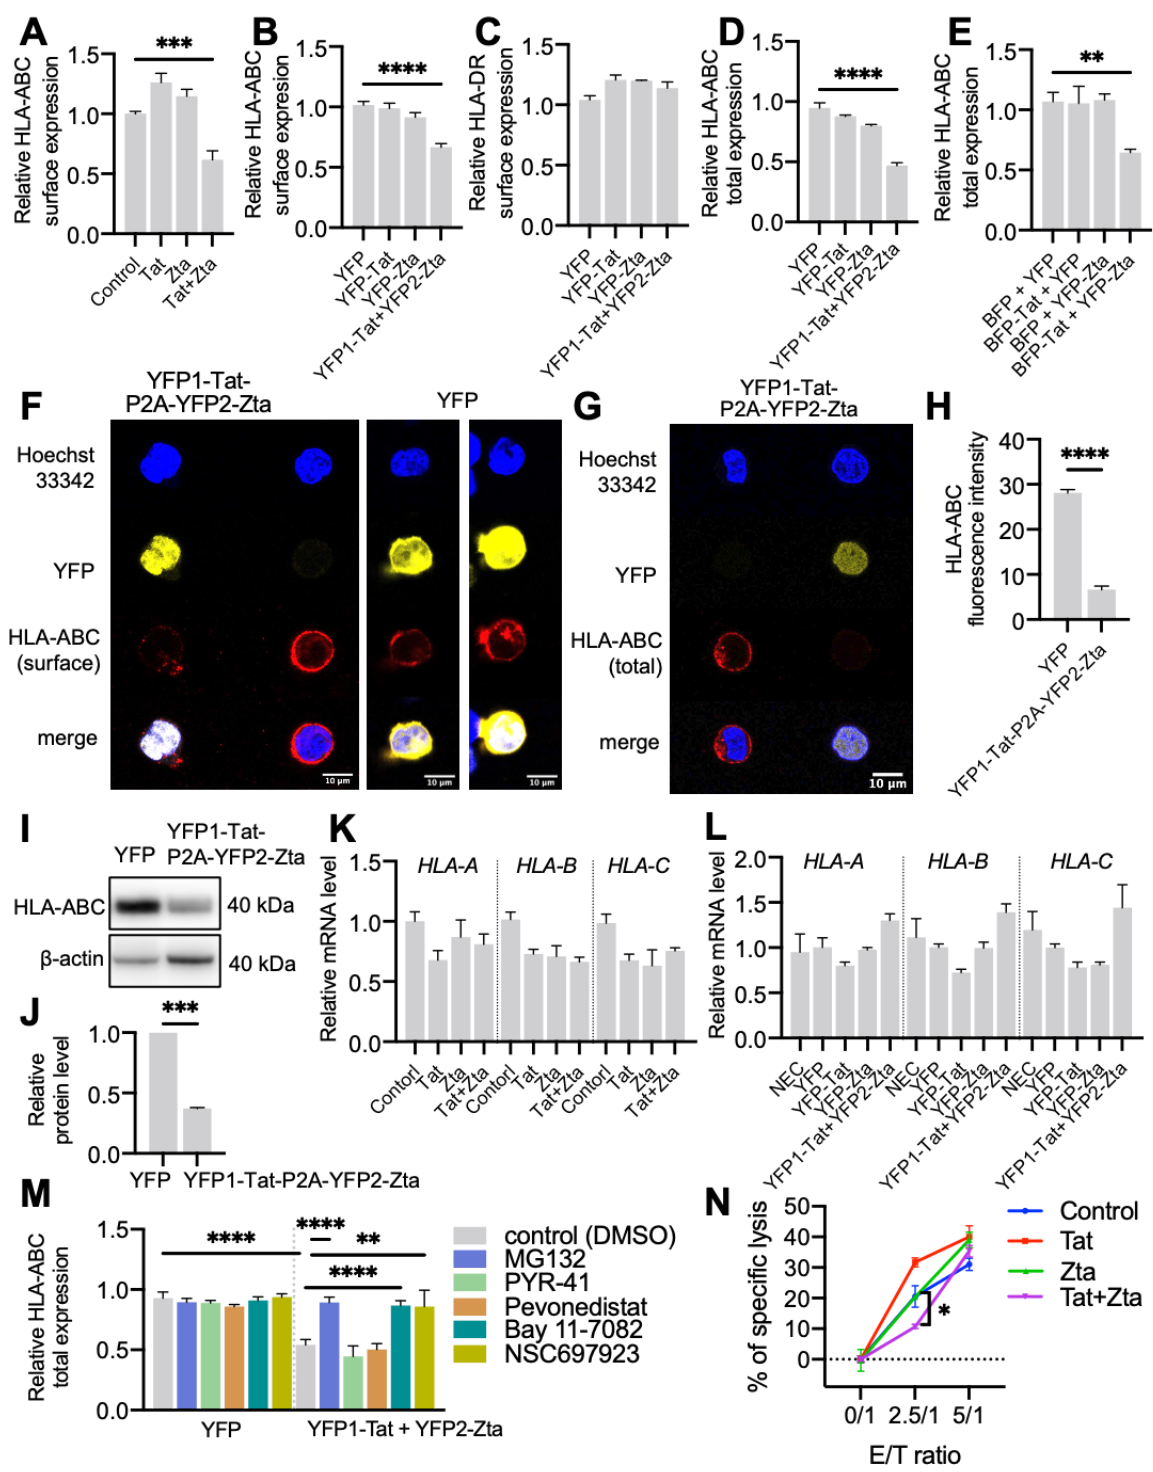 A
Relative HLA-ABC
surface expression
1.5
1.0
0.5
0.0
***
Control
Tat
Zta
Tat+Zta
B
Relative HLA-ABC
surface expression
1.5
1.0
0.5
0.0
****
YFP
YFP-Tat
YFP-Zta
YFP1-Tat+YFP2-Zta
C
Relative HLA-DR
surface expression
1.5
1.0
0.5
0.0
YFP
YFP-Tat
YFP-Zta
YFP1-Tat+YFP2-Zta
D
Relative HLA-ABC
total expression
1.5
1.0
0.5
0.0
****
YFP
YFP-Tat
YFP-Zta
YFP1-Tat+YFP2-Zta
E
Relative HLA-ABC
total expression
1.5
1.0
0.5
0.0
**
BFP + YFP
BFP-Tat + YFP
BFP + YFP-Zta
BFP-Tat + YFP-Zta
F
YFP1-Tat-
P2A-YFP2-Zta
YFP
Hoechst
33342
YFP
HLA-ABC
(surface)
merge
10 µm
10 µm
10 µm
G
YFP1-Tat-
P2A-YFP2-Zta
Hoechst
33342
YFP
HLA-ABC
(total)
merge
10 µm
H
HLA-ABC
fluorescence intensity
40
30
20
10
0
****
YFP
YFP1-Tat-P2A-YFP2-Zta
I
YFP
YFP1-Tat-
P2A-YFP2-Zta
HLA-ABC
40 kDa
β-actin
40 kDa
J
Relative
protein level
1.0
0.5
0.0
***
YFP
YFP1-Tat-P2A-YFP2-Zta
K
Relative mRNA level
1.5
1.0
0.5
0.0
HLA-A
HLA-B
HLA-C
Contorl
Tat
Zta
Tat+Zta
Contorl
Tat
Zta
Tat+Zta
Contorl
Tat
Zta
Tat+Zta
L
Relative mRNA level
2.0
1.5
1.0
0.5
0.0
HLA-A
HLA-B
HLA-C
NEC
YFP
YFP-Tat
YFP-Zta
YFP1-Tat+YFP2-Zta
NEC
YFP
YFP-Tat
YFP-Zta
YFP1-Tat+YFP2-Zta
NEC
YFP
YFP-Tat
YFP-Zta
YFP1-Tat+YFP2-Zta
M
Relative HLA-ABC
total expression
1.5
1.0
0.5
0.0
****
****
**
****
YFP
YFP1-Tat + YFP2-Zta
control (DMSO)
MG132
PYR-41
Pevonedistat
Bay 11-7082
NSC697923
N
% of specific lysis
50
40
30
20
10
0
*
0/1
2.5/1
5/1
E/T ratio
Control
Tat
Zta
Tat+Zta